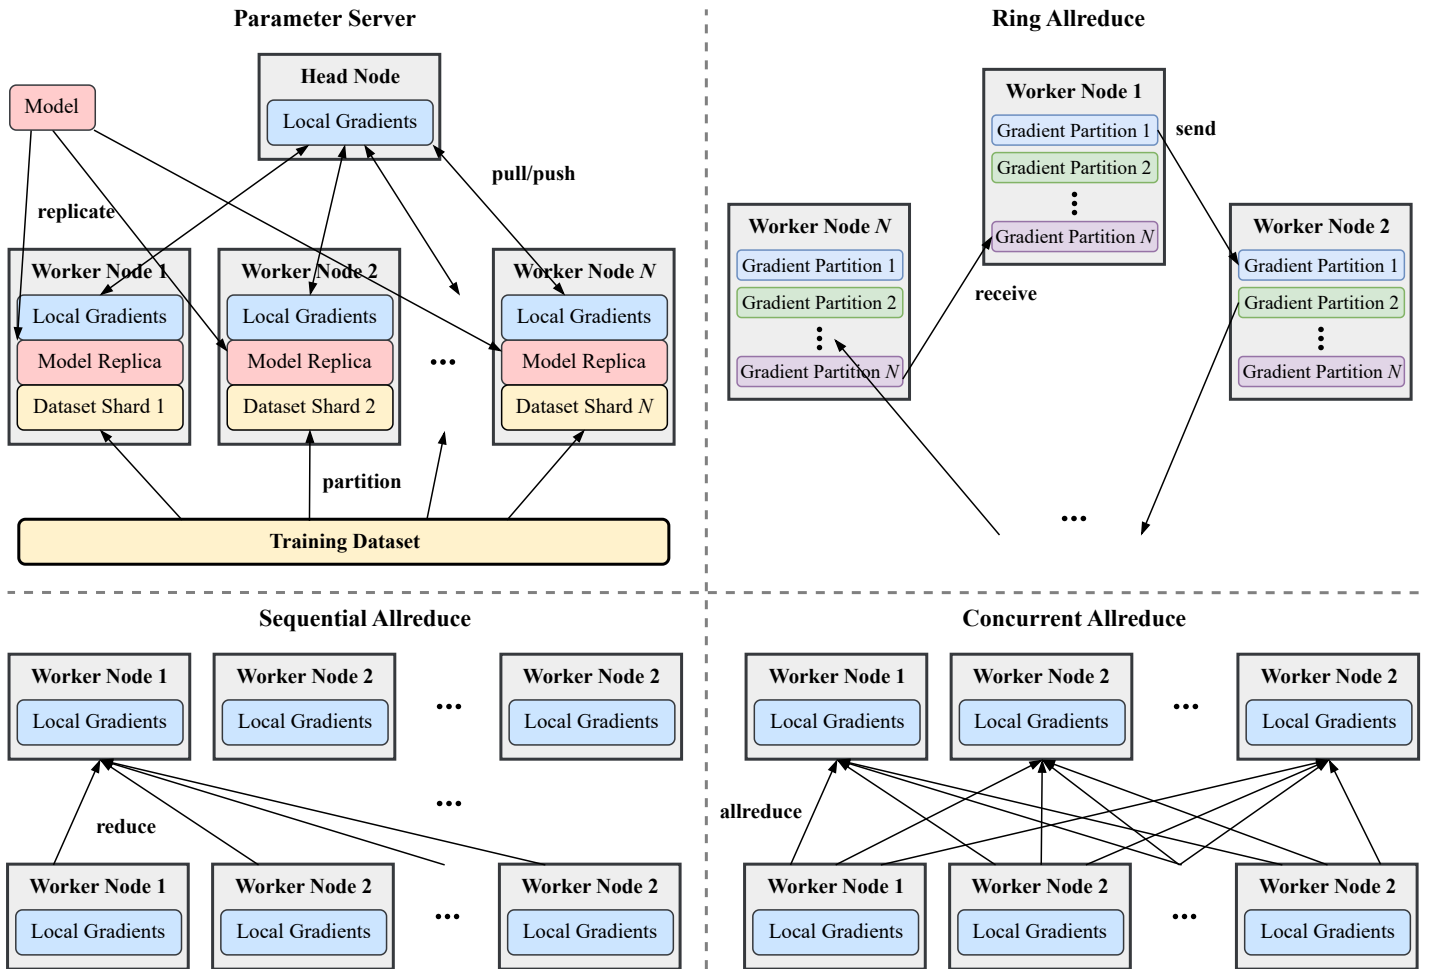 Parameter Server
Head Node
Local Gradients
Model
replicate
pull/push
Worker Node 1
Local Gradients
Model Replica
Dataset Shard 1
Worker Node 2
Local Gradients
Model Replica
Dataset Shard 2
...
Worker Node N
Local Gradients
Model Replica
Dataset Shard N
partition
Training Dataset
Ring Allreduce
Worker Node 1
Gradient Partition 1
Gradient Partition 2
Gradient Partition N
send
receive
Worker Node N
Gradient Partition 1
Gradient Partition 2
Gradient Partition N
Worker Node 2
Gradient Partition 1
Gradient Partition 2
Gradient Partition N
...
Sequential Allreduce
Worker Node 1
Local Gradients
Worker Node 2
Local Gradients
...
Worker Node 2
Local Gradients
reduce
...
Worker Node 1
Local Gradients
Worker Node 2
Local Gradients
...
Worker Node 2
Local Gradients
Concurrent Allreduce
Worker Node 1
Local Gradients
Worker Node 2
Local Gradients
...
Worker Node 2
Local Gradients
allreduce
Worker Node 1
Local Gradients
Worker Node 2
Local Gradients
...
Worker Node 2
Local Gradients